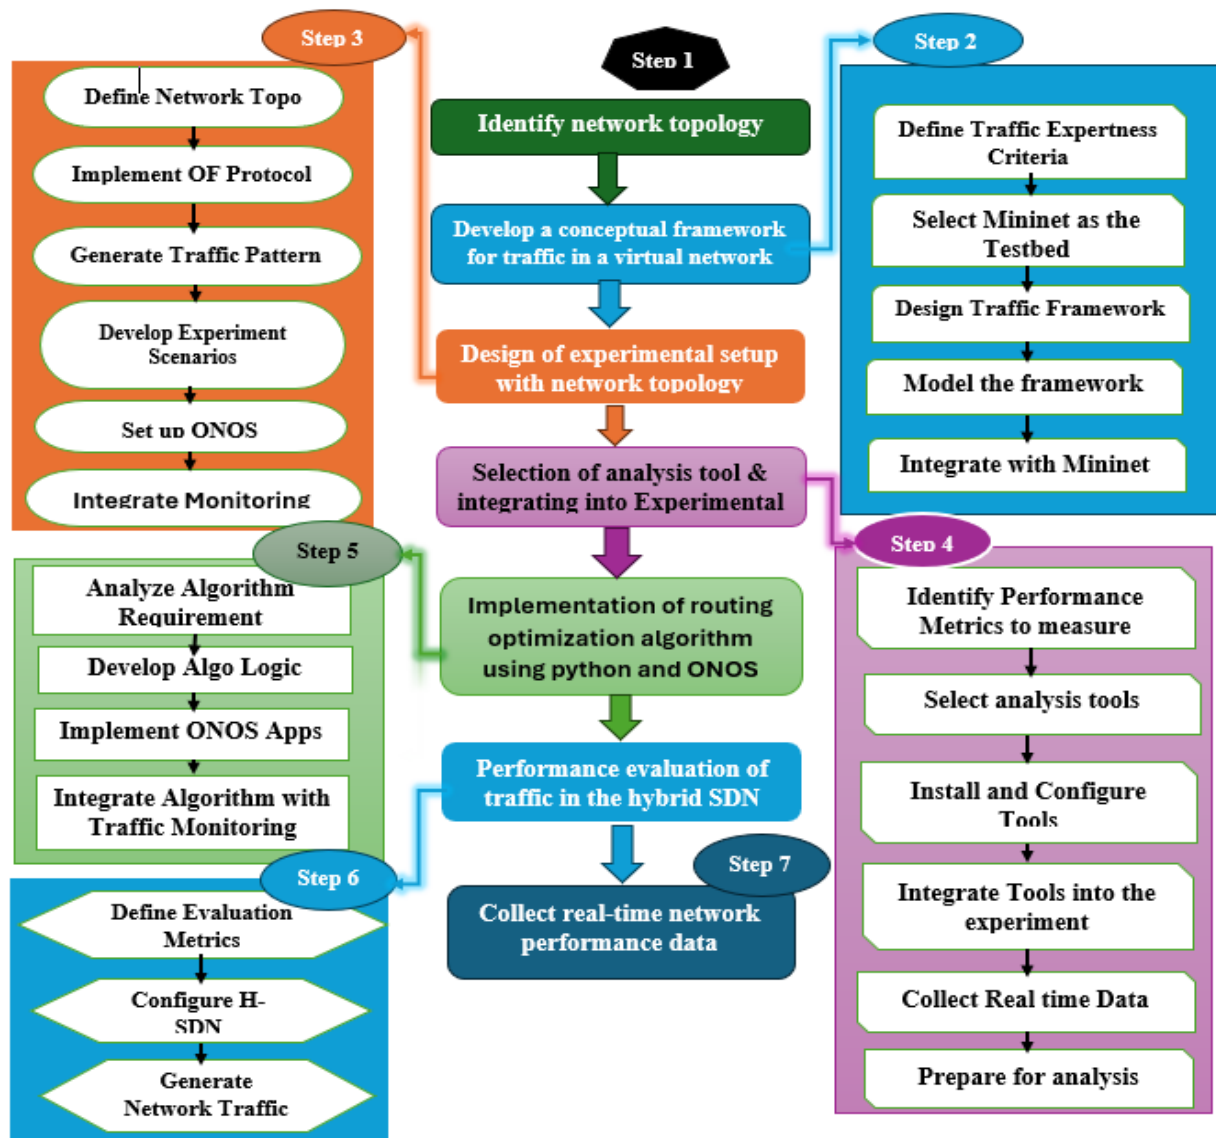 Step 1
Identify network topology
Develop a conceptual framework
for traffic in a virtual network
Design of experimental setup
with network topology
Selection of analysis tool &
integrating into Experimental
Implementation of routing
optimization algorithm
using python and ONOS
Performance evaluation of
traffic in the hybrid SDN
Step 7
Collect real-time network
performance data
Step 2
Define Traffic Expertness
Criteria
Select Mininet as the
Testbed
Design Traffic Framework
Model the framework
Integrate with Mininet
Step 3
Define Network Topo
Implement OF Protocol
Generate Traffic Pattern
Develop Experiment
Scenarios
Set up ONOS
Integrate Monitoring
Step 4
Identify Performance
Metrics to measure
Select analysis tools
Install and Configure
Tools
Integrate Tools into the
experiment
Collect Real time Data
Prepare for analysis
Step 5
Analyze Algorithm
Requirement
Develop Algo Logic
Implement ONOS Apps
Integrate Algorithm with
Traffic Monitoring
Step 6
Define Evaluation
Metrics
Configure H-
SDN
Generate
Network Traffic